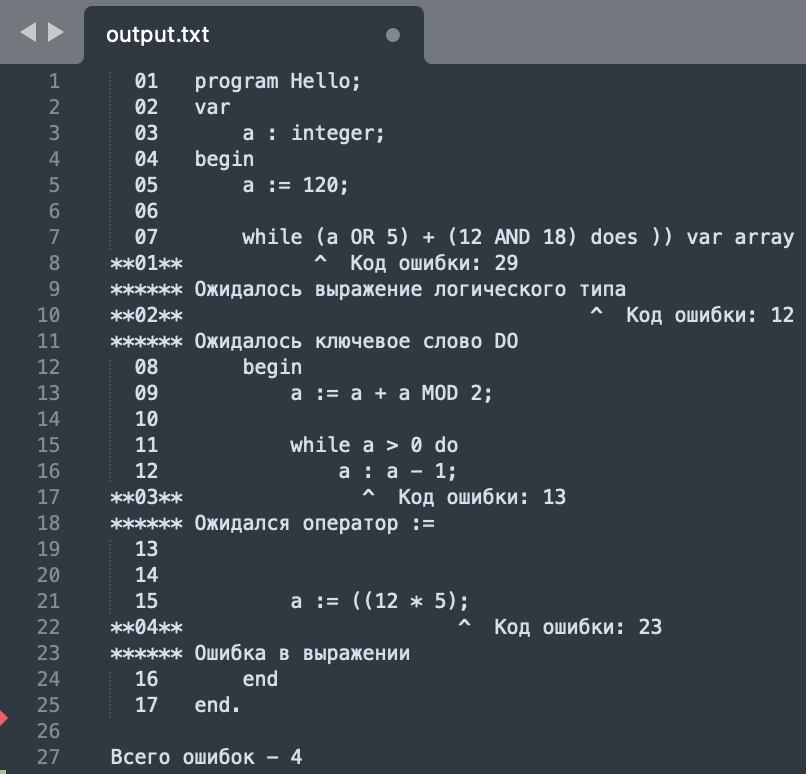 output.txt
1 01 program Hello;
2 02 var
3 03 a : integer;
4 04 begin
5 05 a := 120;
6 06
7 07 while (a OR 5) + (12 AND 18) does )) var array
8 **01** ^ Код ошибки: 29
9 ****** Ожидалось выражение логического типа
10 **02** ^ Код ошибки: 12
11 ****** Ожидалось ключевое слово DO
12 08 begin
13 09 a := a + a MOD 2;
14 10
15 11 while a > 0 do
16 12 a : a - 1;
17 **03** ^ Код ошибки: 13
18 ****** Ожидался оператор :=
19 13
20 14
21 15 a := ((12 * 5);
22 **04** ^ Код ошибки: 23
23 ****** Ошибка в выражении
24 16 end
25 17 end.
26
27 Всего ошибок - 4